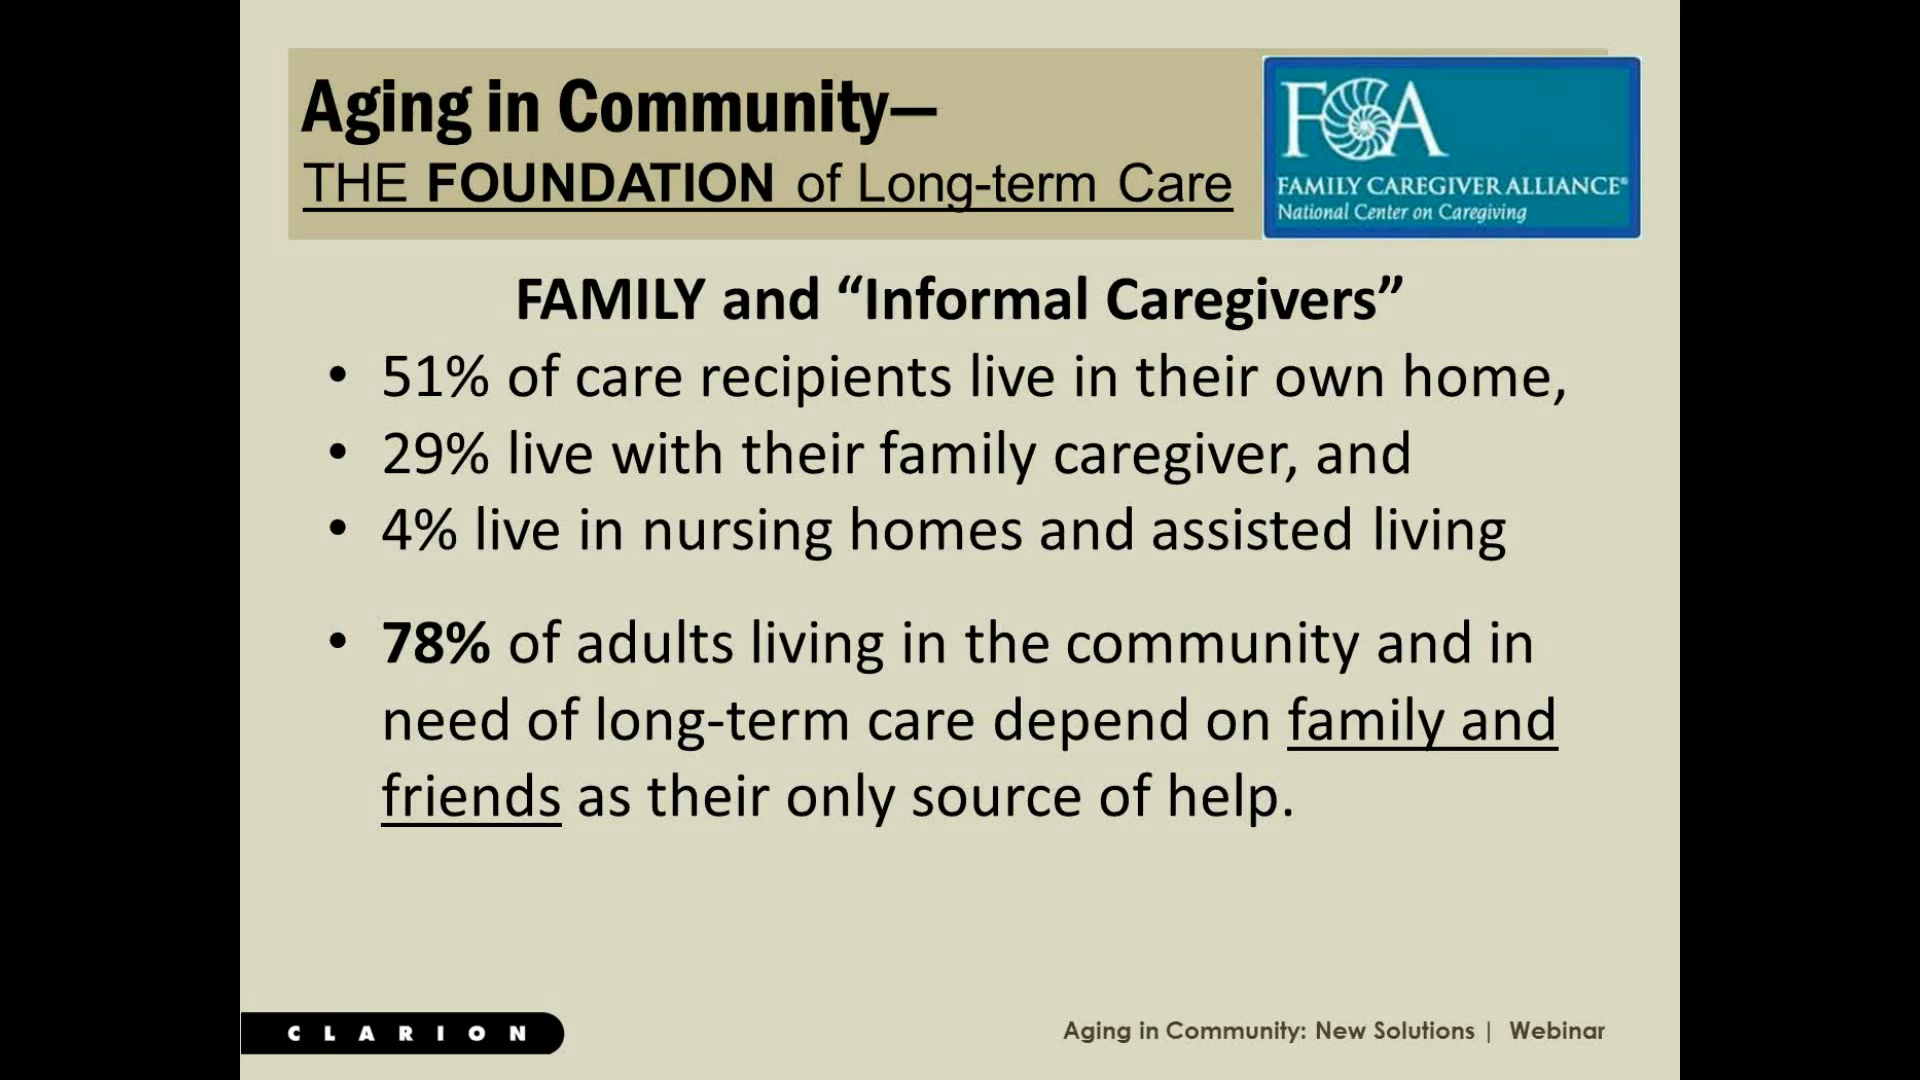 Aging in Community—
THE FOUNDATION of Long-term Care
FCA
FAMILY CAREGIVER ALLIANCE®
National Center on Caregiving
FAMILY and “Informal Caregivers”
• 51% of care recipients live in their own home,
• 29% live with their family caregiver, and
• 4% live in nursing homes and assisted living
• 78% of adults living in the community and in
need of long-term care depend on family and
friends as their only source of help.
CLARION
Aging in Community: New Solutions | Webinar